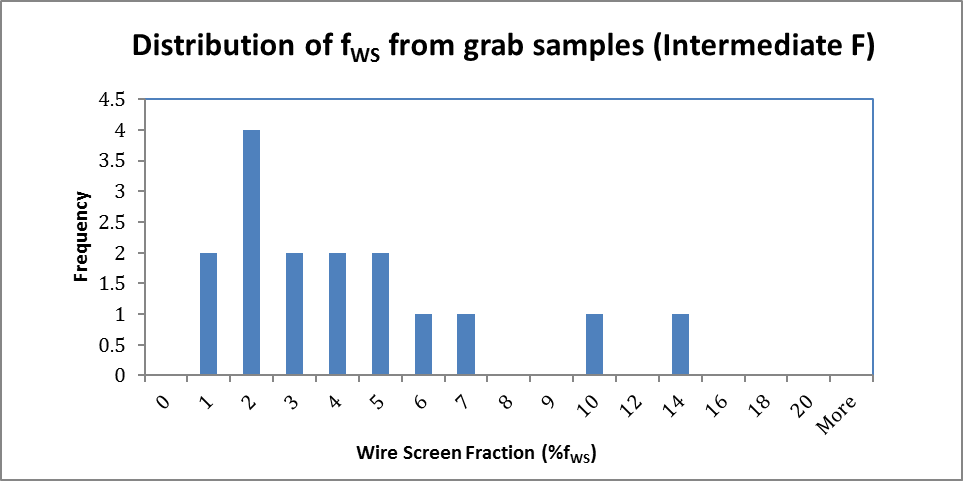 Distribution of fWS from grab samples (Intermediate F)
4.5
4
3.5
3
2.5
2
1.5
1
0.5
0
Frequency
0 1 2 3 4 5 6 7 8 9 10 12 14 16 18 20 More
Wire Screen Fraction (%fWS)